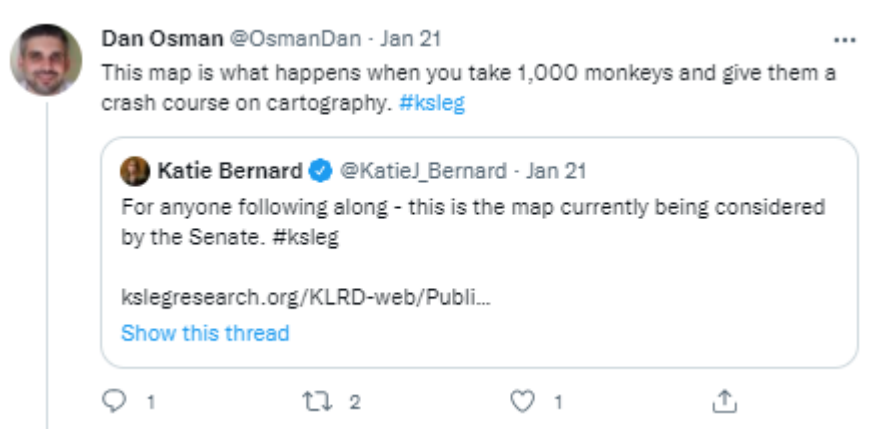 Dan Osman @OsmanDan · Jan 21
This map is what happens when you take 1,000 monkeys and give them a
crash course on cartography. #ksleg
Katie Bernard @KatieJ_Bernard · Jan 21
For anyone following along - this is the map currently being considered
by the Senate. #ksleg
kslegresearch.org/KLRD-web/Publi...
Show this thread
1 2 1